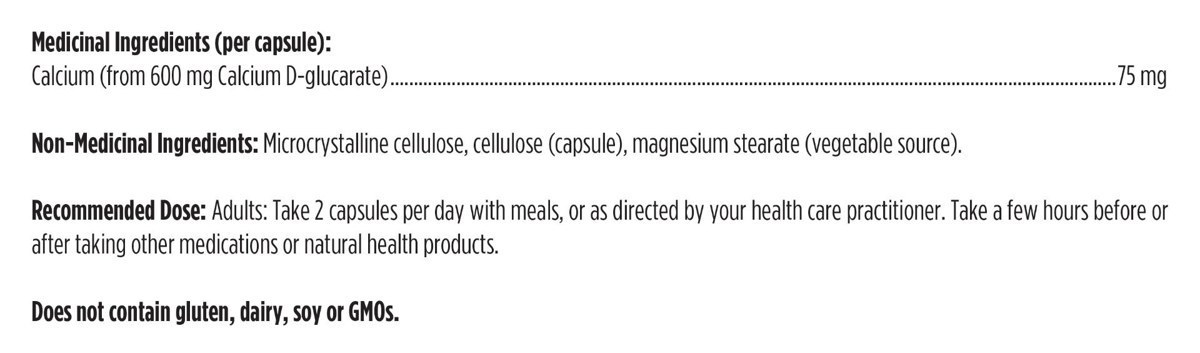 Medicinal Ingredients (per capsule):
Calcium (from 600 mg Calcium D-glucarate)........................................................................................................................................................75 mg
Non-Medicinal Ingredients: Microcrystalline cellulose, cellulose (capsule), magnesium stearate (vegetable source).
Recommended Dose: Adults: Take 2 capsules per day with meals, or as directed by your health care practitioner. Take a few hours before or
after taking other medications or natural health products.
Does not contain gluten, dairy, soy or GMOs.